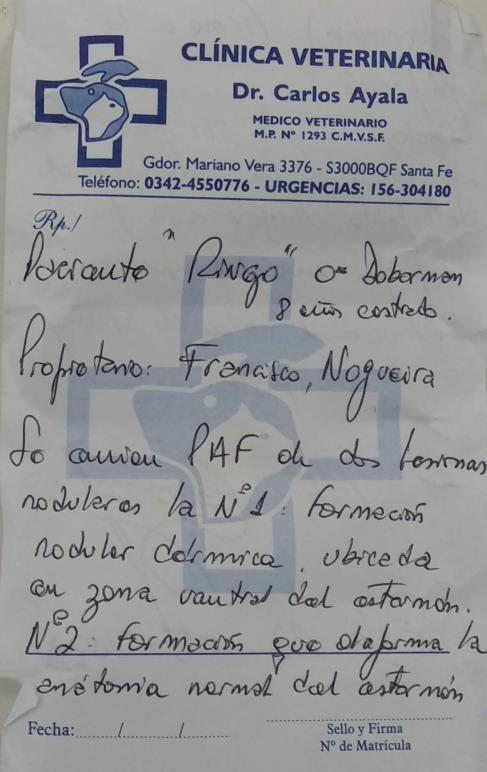 CLÍNICA VETERINARIA
Dr. Carlos Ayala
MEDICO VETERINARIO
M.P. Nº 1293 C.M.V.S.F.
Gdor. Mariano Vera 3376 - S3000BQF Santa Fe
Teléfono: 0342-4550776 - URGENCIAS: 156-304180
Rp./
"Ringo" ♂ Doberman
8 años castrado.
Propietario: Francisco, Nogueira
Se envían PAF de dos lesiones
nodulares la Nº1: formación
nodular dérmica, ubicada
en zona ventral del esternón.
Nº2: formación que deforma la
anatomía normal del esternón
Fecha: / /
Sello y Firma
Nº de Matrícula